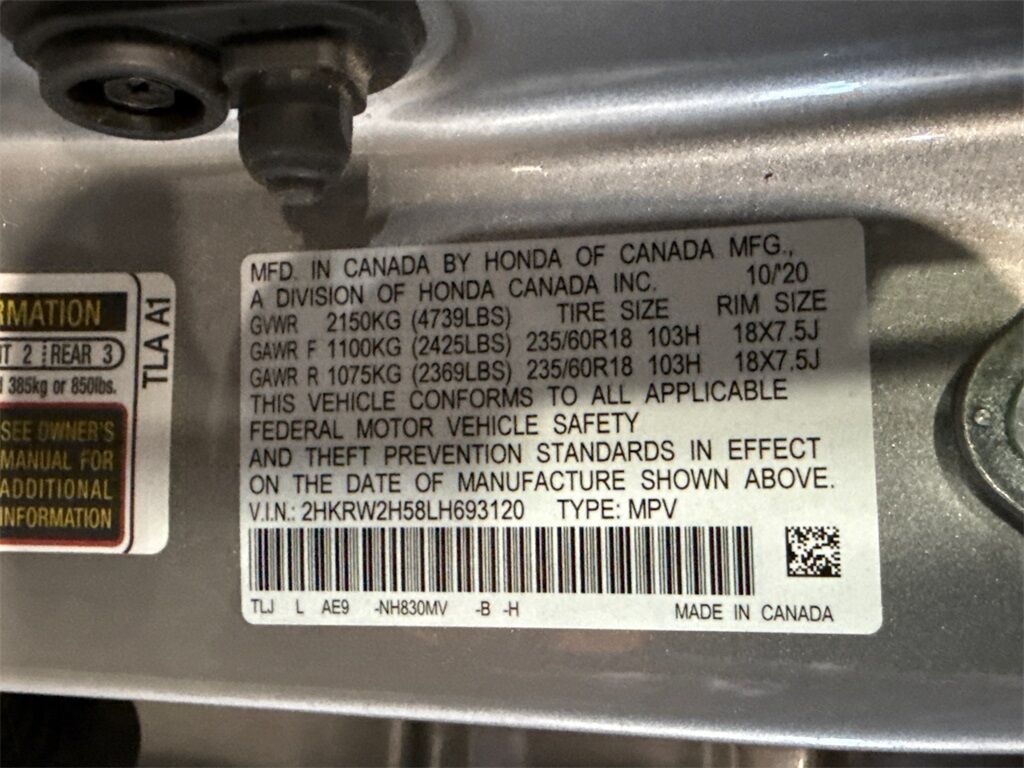 MFD. IN CANADA BY HONDA OF CANADA MFG.,
A DIVISION OF HONDA CANADA INC. 10/'20
GVWR 2150KG (4739LBS) TIRE SIZE RIM SIZE
GAWR F 1100KG (2425LBS) 235/60R18 103H 18X7.5J
GAWR R 1075KG (2369LBS) 235/60R18 103H 18X7.5J
THIS VEHICLE CONFORMS TO ALL APPLICABLE
FEDERAL MOTOR VEHICLE SAFETY
AND THEFT PREVENTION STANDARDS IN EFFECT
ON THE DATE OF MANUFACTURE SHOWN ABOVE.
V.I.N.: 2HKRW2H58LH693120 TYPE: MPV
TLJ L AE9 -NH830MV -B -H MADE IN CANADA
RMATION
2 REAR 3
385kg or 850lbs.
SEE OWNER'S
MANUAL FOR
ADDITIONAL
INFORMATION
TLA A1